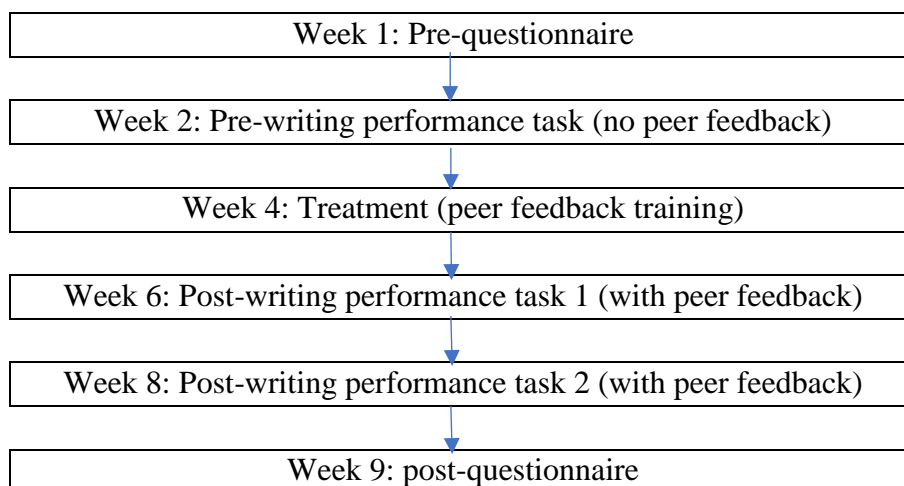 Week 1: Pre-questionnaire
Week 2: Pre-writing performance task (no peer feedback)
Week 4: Treatment (peer feedback training)
Week 6: Post-writing performance task 1 (with peer feedback)
Week 8: Post-writing performance task 2 (with peer feedback)
Week 9: post-questionnaire